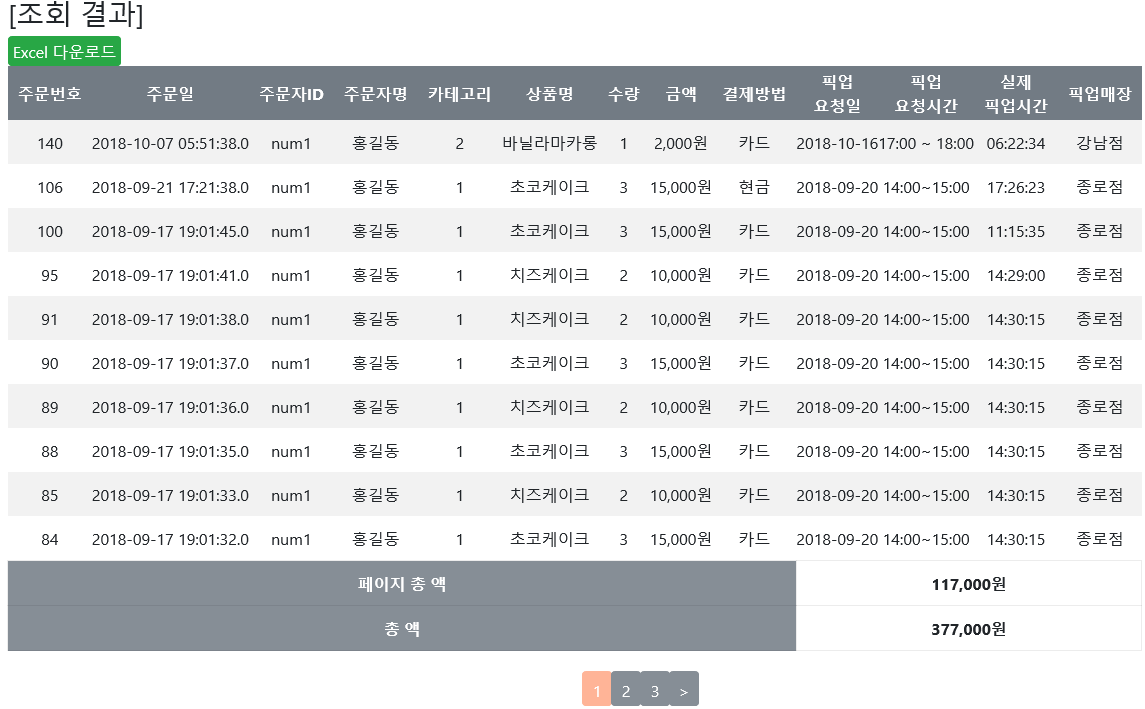 [조회 결과]
Excel 다운로드
주문번호 주문일 주문자ID 주문자명 카테고리 상품명 수량 금액 결제방법 픽업 요청일 픽업 요청시간 실제 픽업시간 픽업매장
140 2018-10-07 05:51:38.0 num1 홍길동 2 바닐라마카롱 1 2,000원 카드 2018-10-16 17:00 ~ 18:00 06:22:34 강남점
106 2018-09-21 17:21:38.0 num1 홍길동 1 초코케이크 3 15,000원 현금 2018-09-20 14:00~15:00 17:26:23 종로점
100 2018-09-17 19:01:45.0 num1 홍길동 1 초코케이크 3 15,000원 카드 2018-09-20 14:00~15:00 11:15:35 종로점
95 2018-09-17 19:01:41.0 num1 홍길동 1 치즈케이크 2 10,000원 카드 2018-09-20 14:00~15:00 14:29:00 종로점
91 2018-09-17 19:01:38.0 num1 홍길동 1 치즈케이크 2 10,000원 카드 2018-09-20 14:00~15:00 14:30:15 종로점
90 2018-09-17 19:01:37.0 num1 홍길동 1 초코케이크 3 15,000원 카드 2018-09-20 14:00~15:00 14:30:15 종로점
89 2018-09-17 19:01:36.0 num1 홍길동 1 치즈케이크 2 10,000원 카드 2018-09-20 14:00~15:00 14:30:15 종로점
88 2018-09-17 19:01:35.0 num1 홍길동 1 초코케이크 3 15,000원 카드 2018-09-20 14:00~15:00 14:30:15 종로점
85 2018-09-17 19:01:33.0 num1 홍길동 1 치즈케이크 2 10,000원 카드 2018-09-20 14:00~15:00 14:30:15 종로점
84 2018-09-17 19:01:32.0 num1 홍길동 1 초코케이크 3 15,000원 카드 2018-09-20 14:00~15:00 14:30:15 종로점
페이지 총 액 117,000원
총 액 377,000원
1 2 3 >